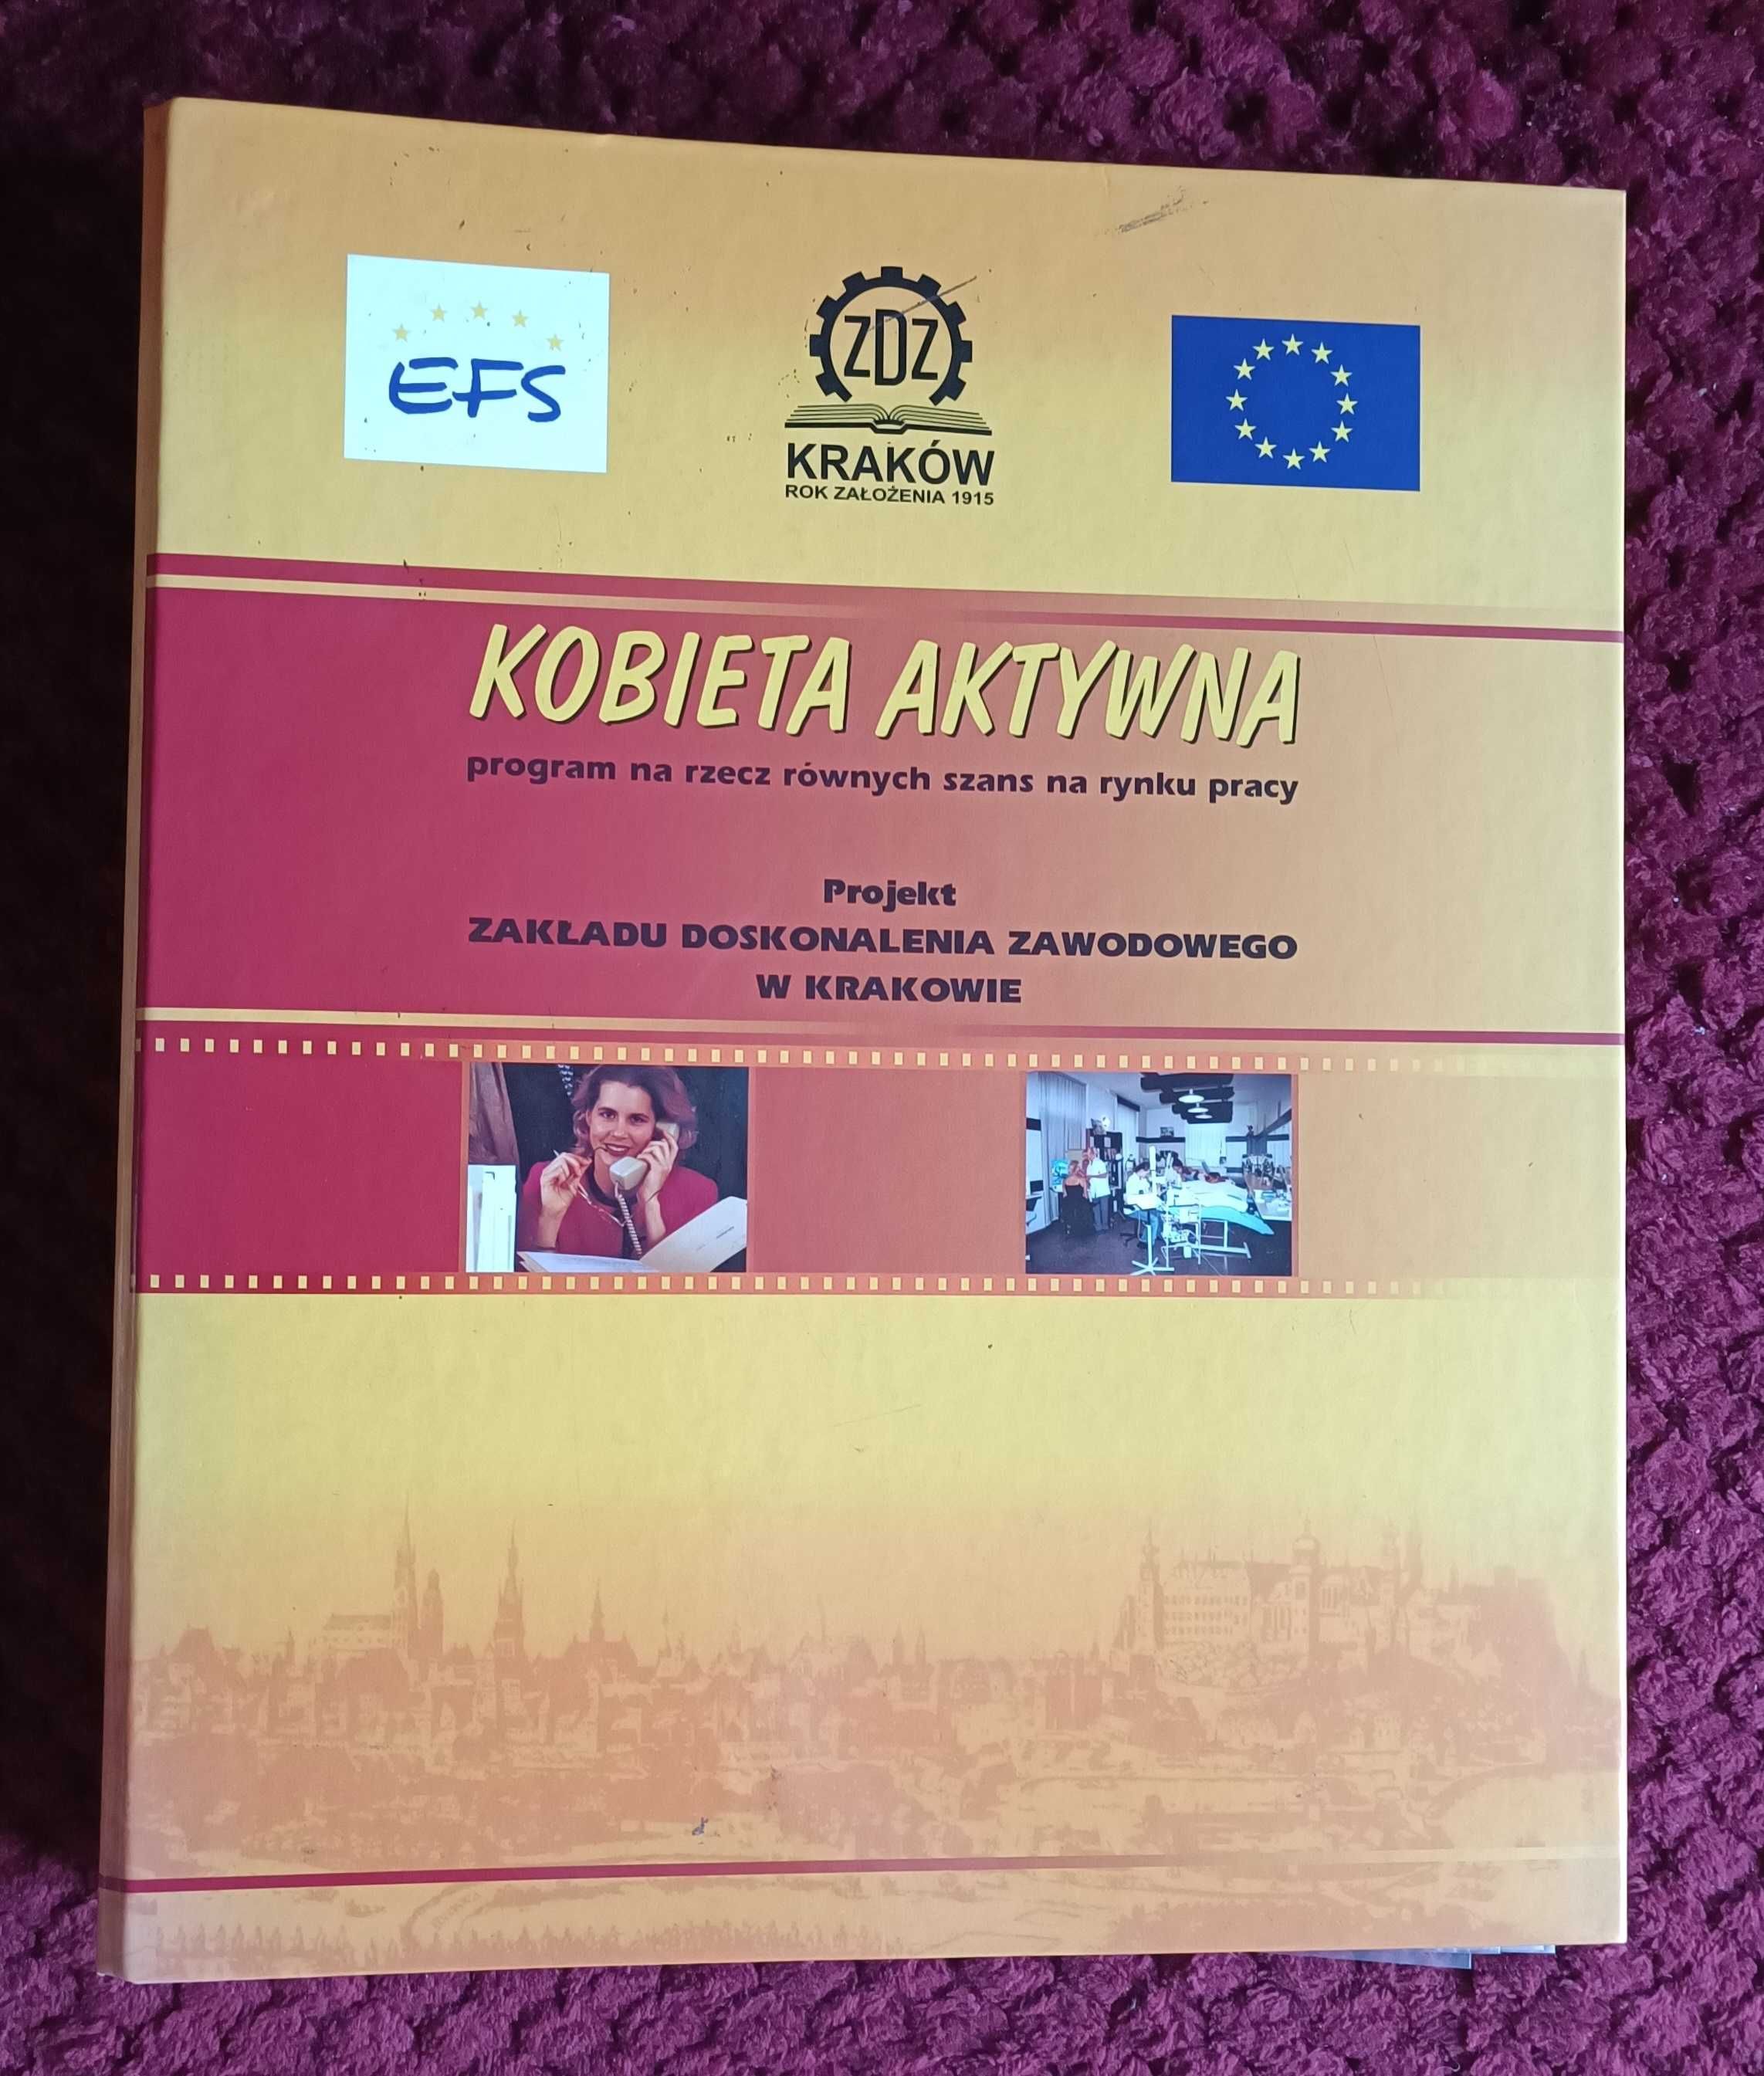 EFS
ZDZ
KRAKÓW
ROK ZAŁOŻENIA 1915
KOBIETA AKTYWNA
program na rzecz równych szans na rynku pracy
Projekt
ZAKŁADU DOSKONALENIA ZAWODOWEGO
W KRAKOWIE